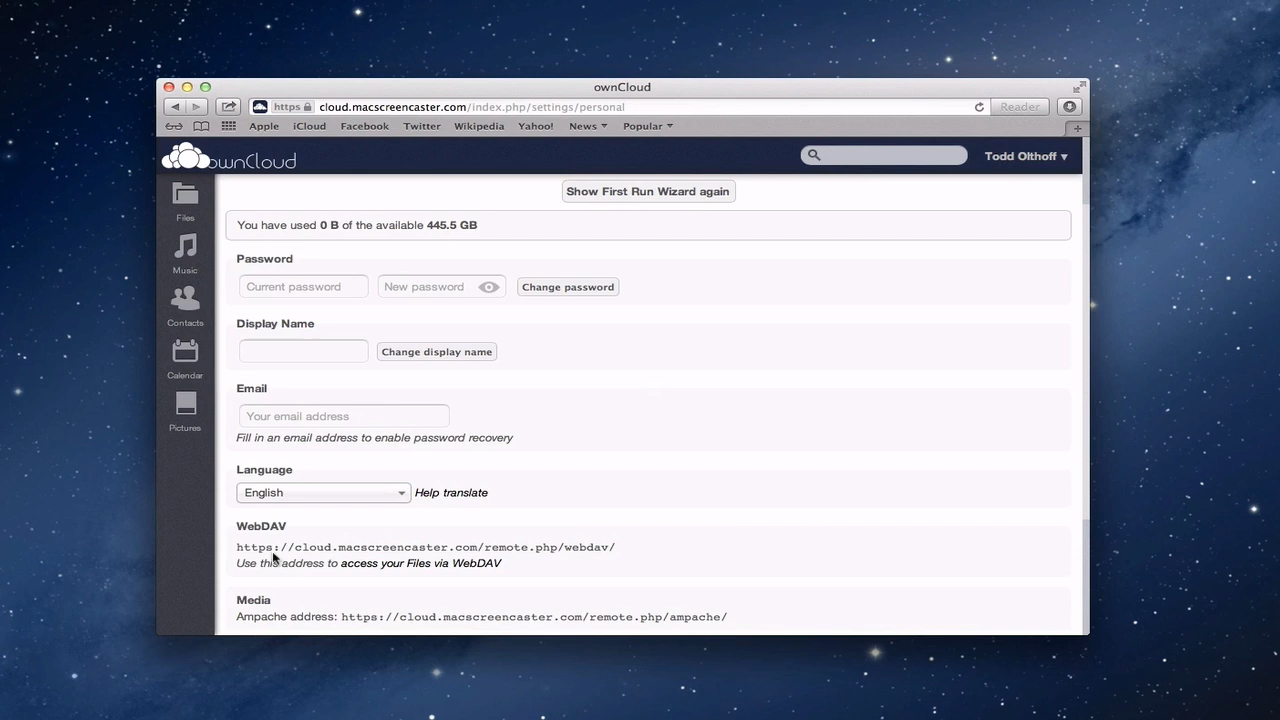 ownCloud
https cloud.macscreencaster.com/index.php/settings/personal Reader
Apple iCloud Facebook Twitter Wikipedia Yahoo! News Popular
ownCloud Todd Olthoff
Files
Music
Contacts
Calendar
Pictures
Show First Run Wizard again
You have used 0 B of the available 445.5 GB
Password
Current password New password Change password
Display Name
Change display name
Email
Your email address
Fill in an email address to enable password recovery
Language
English Help translate
WebDAV
https://cloud.macscreencaster.com/remote.php/webdav/
Use this address to access your Files via WebDAV
Media
Ampache address: https://cloud.macscreencaster.com/remote.php/ampache/